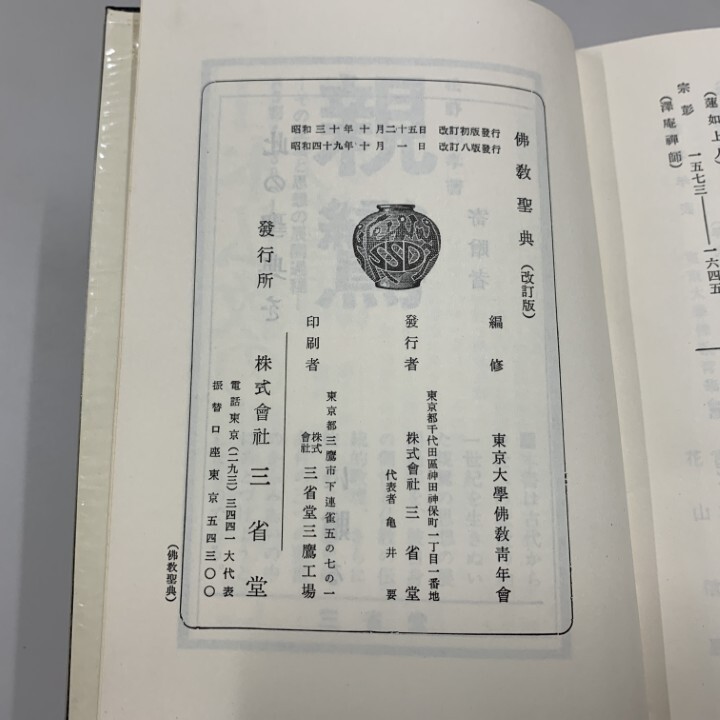 佛教聖典（改訂版）
昭和三十年十月二十五日　改訂初版發行
昭和四十九年十月一日　改訂八版發行
SSD
編修　東京大學佛敎靑年會
東京都千代田區神田神保町一丁目一番地
發行者　株式會社　三省堂
代表者　亀井要
東京都三鷹市下連雀五の七の一
印刷者　株式會社　三省堂三鷹工場
發行所　株式會社　三省堂
電話東京（二九三）三四四一大代表
振替口座東京五四三〇〇
（佛敎聖典）
（蓮如上人）
宗彭　一五七三――一六四五
（澤庵禪師）